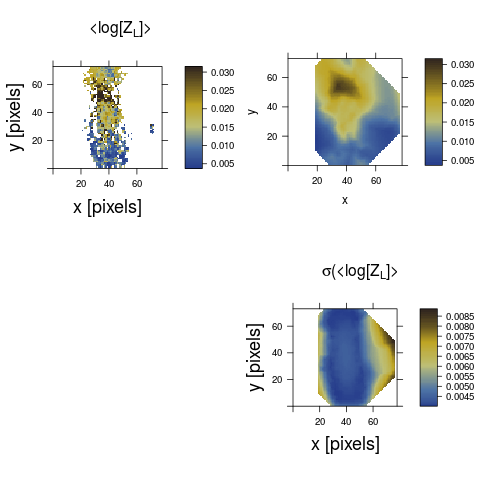 <log[Z_L]>
60
40
20
20 40 60
y [pixels]
x [pixels]
0.030
0.025
0.020
0.015
0.010
0.005
60
40
20
20 40 60
y
x
0.030
0.025
0.020
0.015
0.010
0.005
σ(<log[Z_L]>
60
40
20
20 40 60
y [pixels]
x [pixels]
0.0085
0.0080
0.0075
0.0070
0.0065
0.0060
0.0055
0.0050
0.0045